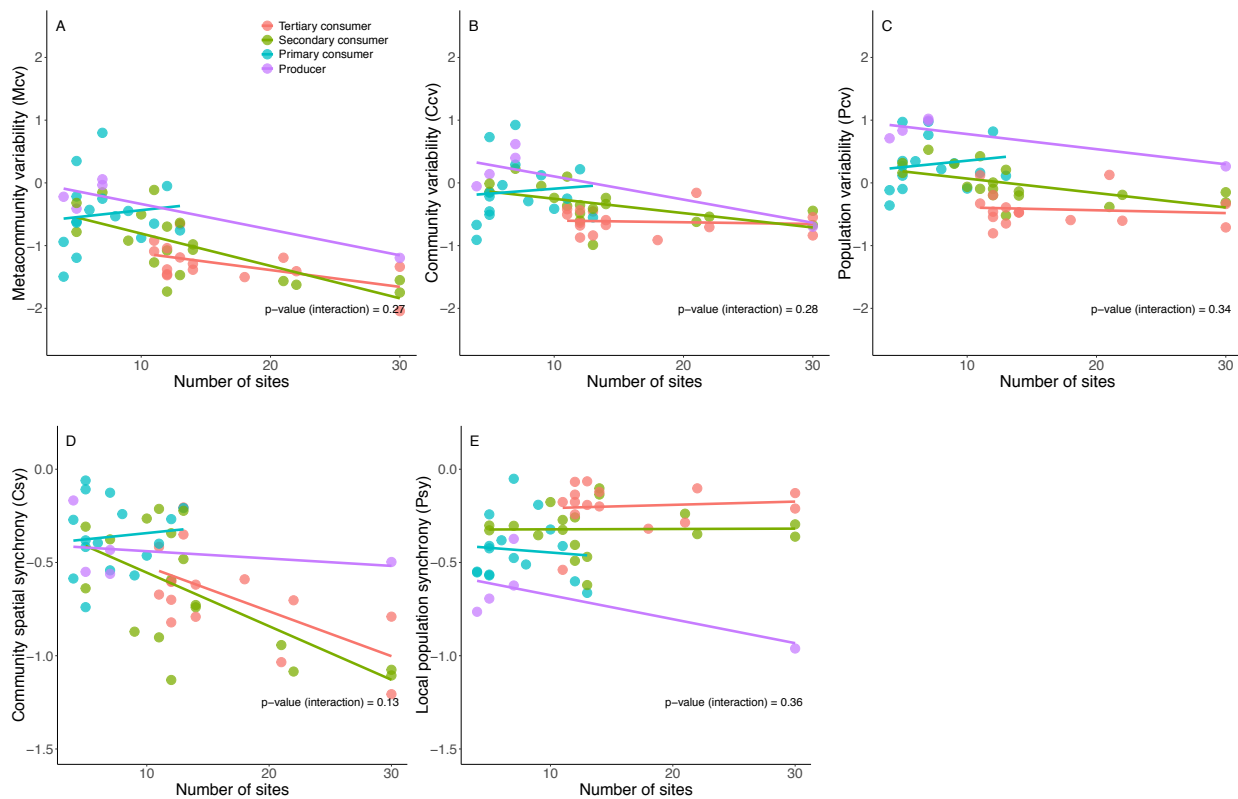 A
Tertiary consumer
Secondary consumer
Primary consumer
Producer
Metacommunity variability (Mcv)
2
1
0
−1
−2
p−value (interaction) = 0.27
10
20
30
Number of sites
B
Community variability (Ccv)
2
1
0
−1
−2
p−value (interaction) = 0.28
10
20
30
Number of sites
C
Population variability (Pcv)
2
1
0
−1
−2
p−value (interaction) = 0.34
10
20
30
Number of sites
D
Community spatial synchrony (Csy)
0.0
−0.5
−1.0
−1.5
p−value (interaction) = 0.13
10
20
30
Number of sites
E
Local population synchrony (Psy)
0.0
−0.5
−1.0
−1.5
p−value (interaction) = 0.36
10
20
30
Number of sites